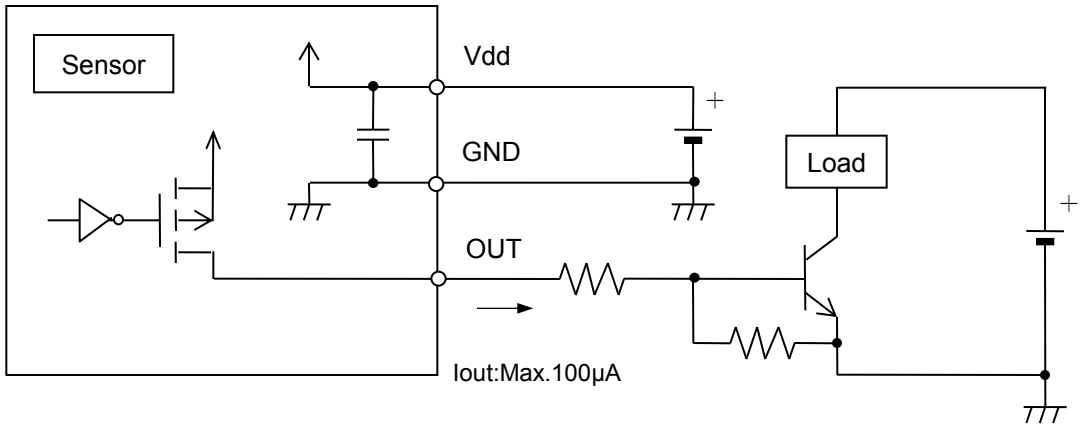 Sensor
Vdd
+
GND
Load
+
OUT
Iout:Max.100μA